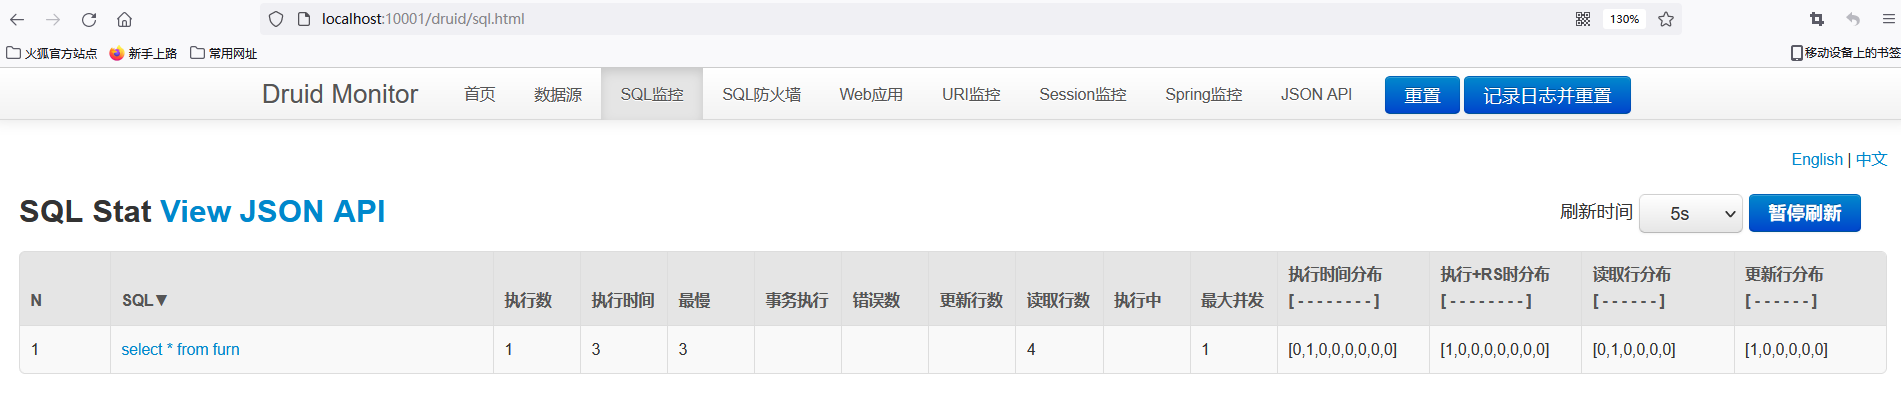 localhost:10001/druid/sql.html
130%
火狐官方站点 新手上路 常用网址 移动设备上的书签
Druid Monitor 首页 数据源 SQL监控 SQL防火墙 Web应用 URI监控 Session监控 Spring监控 JSON API 重置 记录日志并重置
English | 中文
SQL Stat View JSON API 刷新时间 5s 暂停刷新
N SQL▼ 执行数 执行时间 最慢 事务执行 错误数 更新行数 读取行数 执行中 最大并发 执行时间分布 [ - - - - - - - - ] 执行+RS时分布 [ - - - - - - - - ] 读取行分布 [ - - - - - - ] 更新行分布 [ - - - - - - ]
1 select * from furn 1 3 3 4 1 [0,1,0,0,0,0,0,0] [1,0,0,0,0,0,0,0] [0,1,0,0,0,0] [1,0,0,0,0,0]